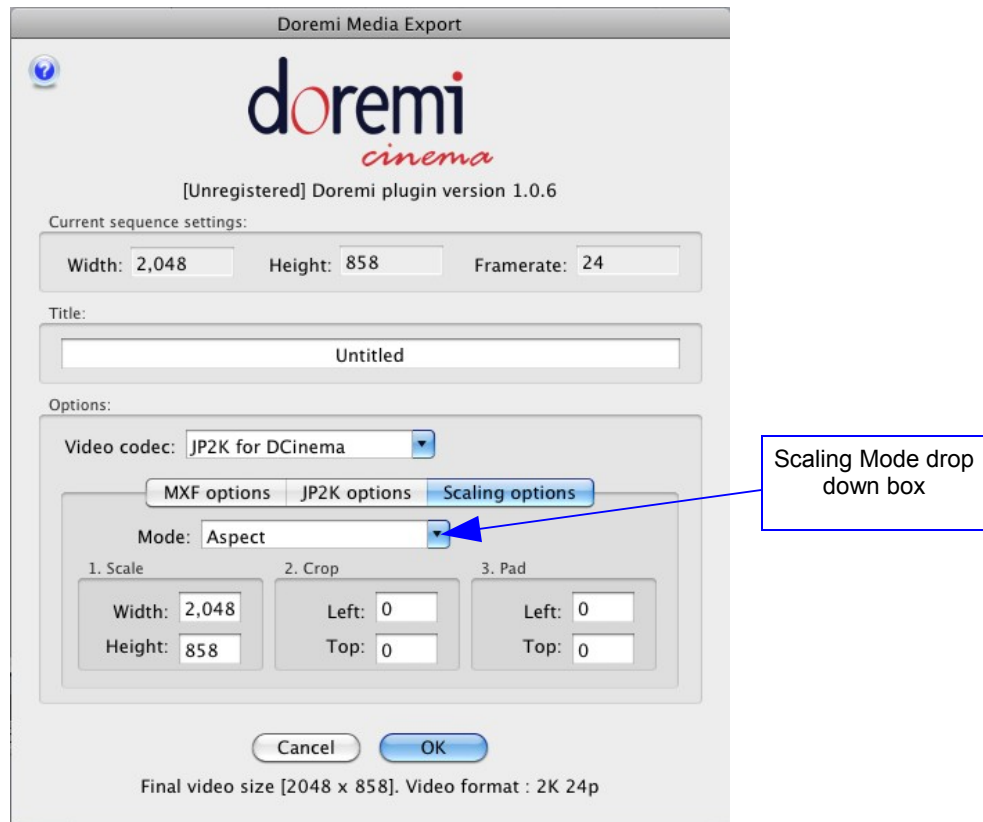 Doremi Media Export
?
doremi
cinema
[Unregistered] Doremi plugin version 1.0.6
Current sequence settings:
Width: 2,048 Height: 858 Framerate: 24
Title:
Untitled
Options:
Video codec: JP2K for DCinema
MXF options JP2K options Scaling options
Mode: Aspect
1. Scale 2. Crop 3. Pad
Width: 2,048 Left: 0 Left: 0
Height: 858 Top: 0 Top: 0
Cancel OK
Final video size [2048 x 858]. Video format : 2K 24p
Scaling Mode drop
down box